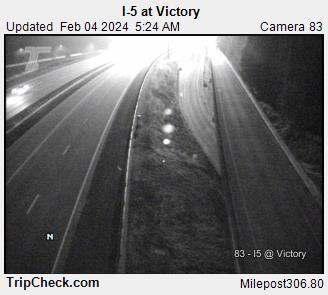 I-5 at Victory
Updated Feb 04 2024 5:24 AM Camera 83
T
N
83 - I5 @ Victory
TripCheck.com Milepost306.80